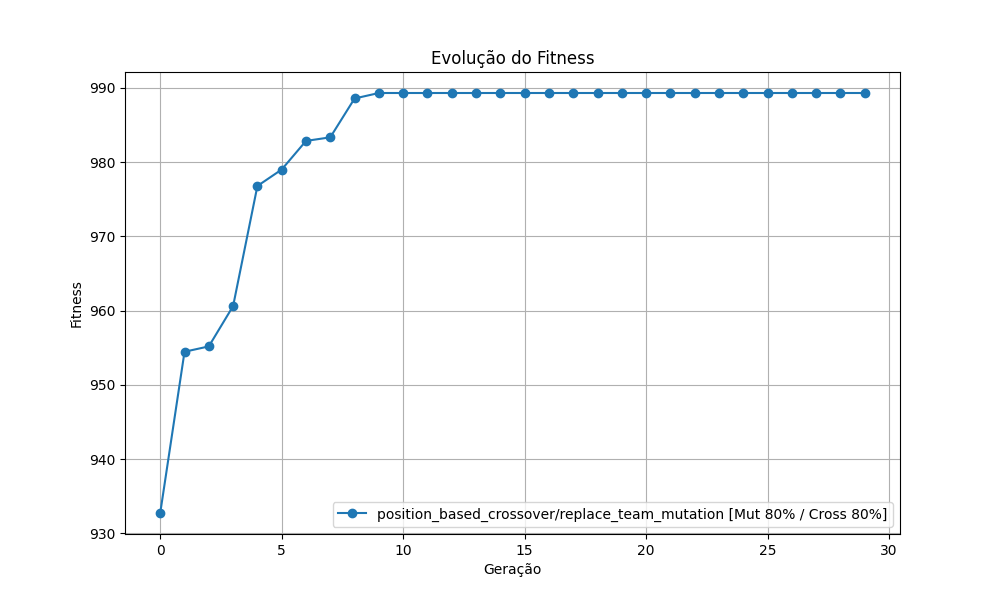 Evolução do Fitness
990
980
970
960
950
940
930
Fitness
position_based_crossover/replace_team_mutation [Mut 80% / Cross 80%]
0 5 10 15 20 25 30
Geração